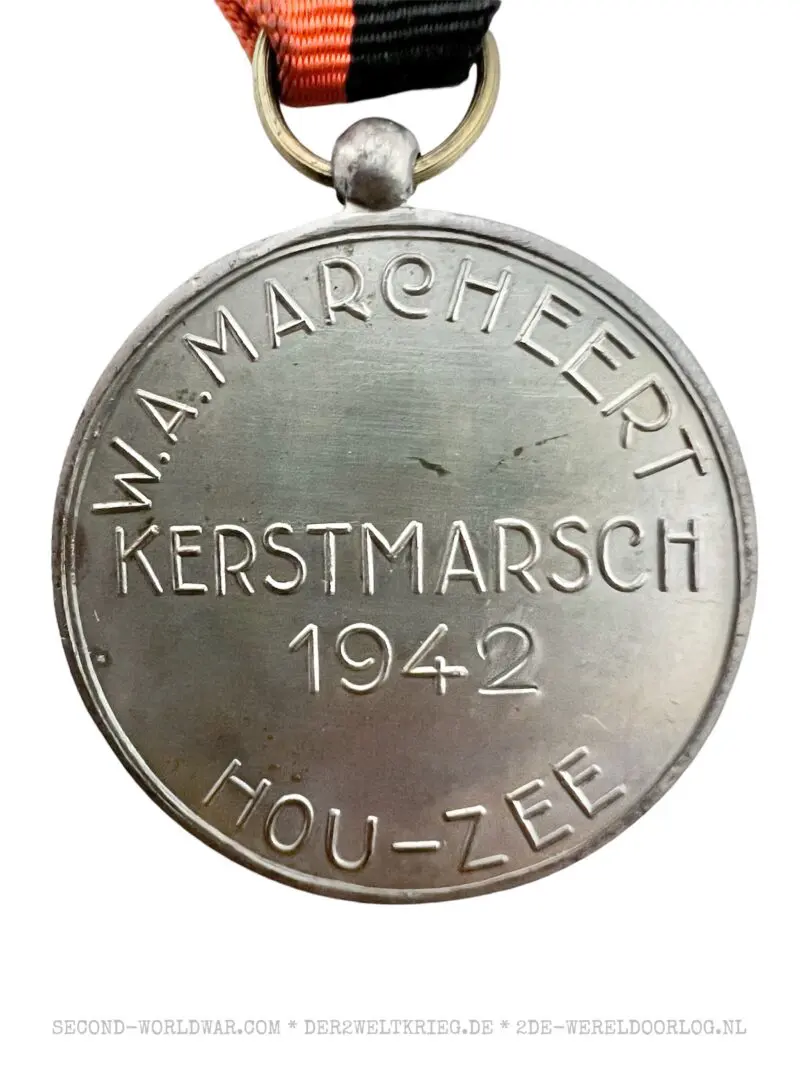 W.A. MARCHEERT
KERSTMARSCH
1942
HOU-ZEE
SECOND-WORLDWAR.COM * DER2WELTKRIEG.DE * 2DE-WERELDOORLOG.NL